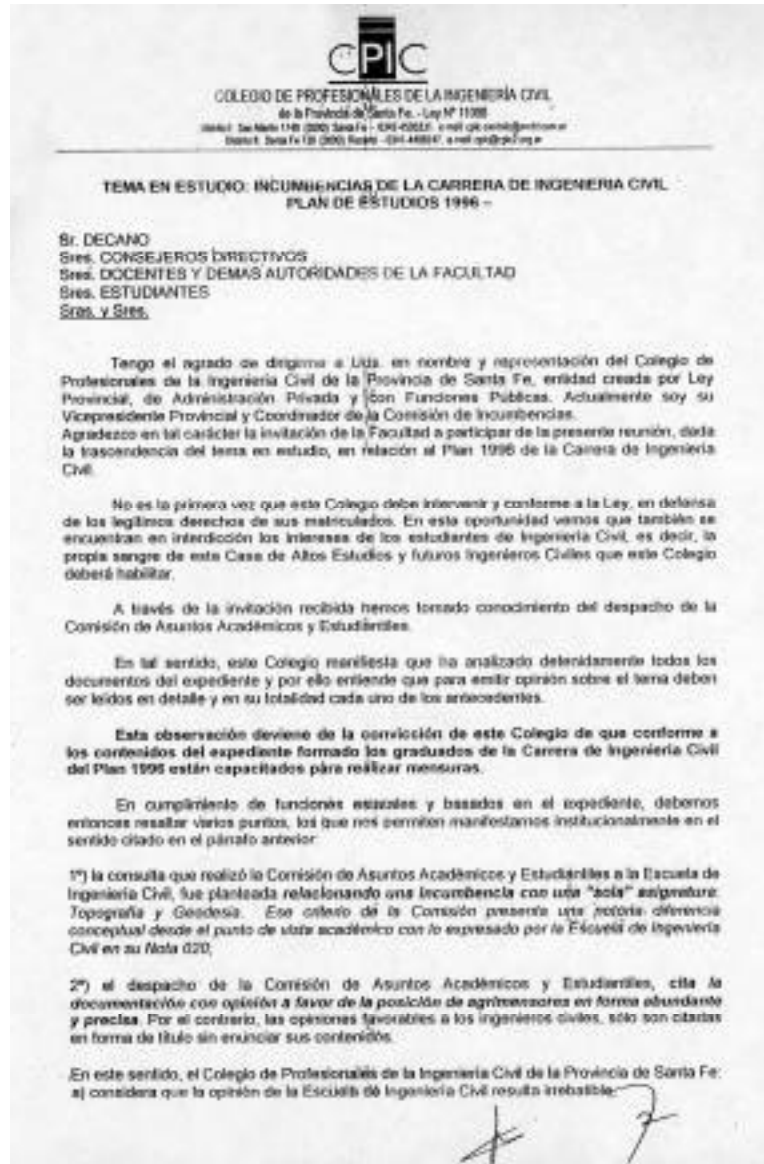 CPIC
COLEGIO DE PROFESIONALES DE LA INGENIERÍA CIVIL
de la Provincia de Santa Fe. - Ley Nº 11008
TEMA EN ESTUDIO: INCUMBENCIAS DE LA CARRERA DE INGENIERIA CIVIL
PLAN DE ESTUDIOS 1996 –
Sr. DECANO
Sres. CONSEJEROS DIRECTIVOS
Sres. DOCENTES Y DEMAS AUTORIDADES DE LA FACULTAD
Sres. ESTUDIANTES
Sras. y Sres.
Tengo el agrado de dirigirme a Uds. en nombre y representación del Colegio de
Profesionales de la Ingeniería Civil de la Provincia de Santa Fe, entidad creada por Ley
Provincial, de Administración Privada y con Funciones Públicas. Actualmente soy su
Vicepresidente Provincial y Coordinador de la Comisión de Incumbencias.
Agradezco en tal carácter la invitación de la Facultad a participar de la presente reunión, dada
la trascendencia del tema en estudio, en relación al Plan 1996 de la Carrera de Ingeniería
Civil.
No es la primera vez que este Colegio debe intervenir y conforme a la Ley, en defensa
de los legítimos derechos de sus matriculados. En esta oportunidad vemos que también se
encuentran en interdicción los intereses de los estudiantes de Ingeniería Civil, es decir, la
propia sangre de esta Casa de Altos Estudios y futuros Ingenieros Civiles que este Colegio
deberá habilitar.
A través de la invitación recibida hemos tomado conocimiento del despacho de la
Comisión de Asuntos Académicos y Estudiantiles.
En tal sentido, este Colegio manifiesta que ha analizado detenidamente todos los
documentos del expediente y por ello entiende que para emitir opinión sobre el tema deben
ser leídos en detalle y en su totalidad cada uno de los antecedentes.
Esta observación deviene de la convicción de este Colegio de que conforme a
los contenidos del expediente formado los graduados de la Carrera de Ingeniería Civil
del Plan 1996 están capacitados para realizar mensuras.
En cumplimiento de funciones estatales y basados en el expediente, debemos
entonces resaltar varios puntos, los que nos permiten manifestarnos institucionalmente en el
sentido citado en el párrafo anterior:
1º) la consulta que realizó la Comisión de Asuntos Académicos y Estudiantiles a la Escuela de
Ingeniería Civil, fue planteada relacionando una incumbencia con una "sola" asignatura:
Topografía y Geodesia. Ese criterio de la Comisión presenta una notoria diferencia
conceptual desde el punto de vista académico con lo expresado por la Escuela de Ingeniería
Civil en su Nota 020;
2º) el despacho de la Comisión de Asuntos Académicos y Estudiantiles, cita la
documentación con opinión a favor de la posición de agrimensores en forma abundante
y precisa. Por el contrario, las opiniones favorables a los ingenieros civiles, sólo son citadas
en forma de título sin enunciar sus contenidos.
En este sentido, el Colegio de Profesionales de la Ingeniería Civil de la Provincia de Santa Fe:
a) considera que la opinión de la Escuela de Ingeniería Civil resulta irrebatible